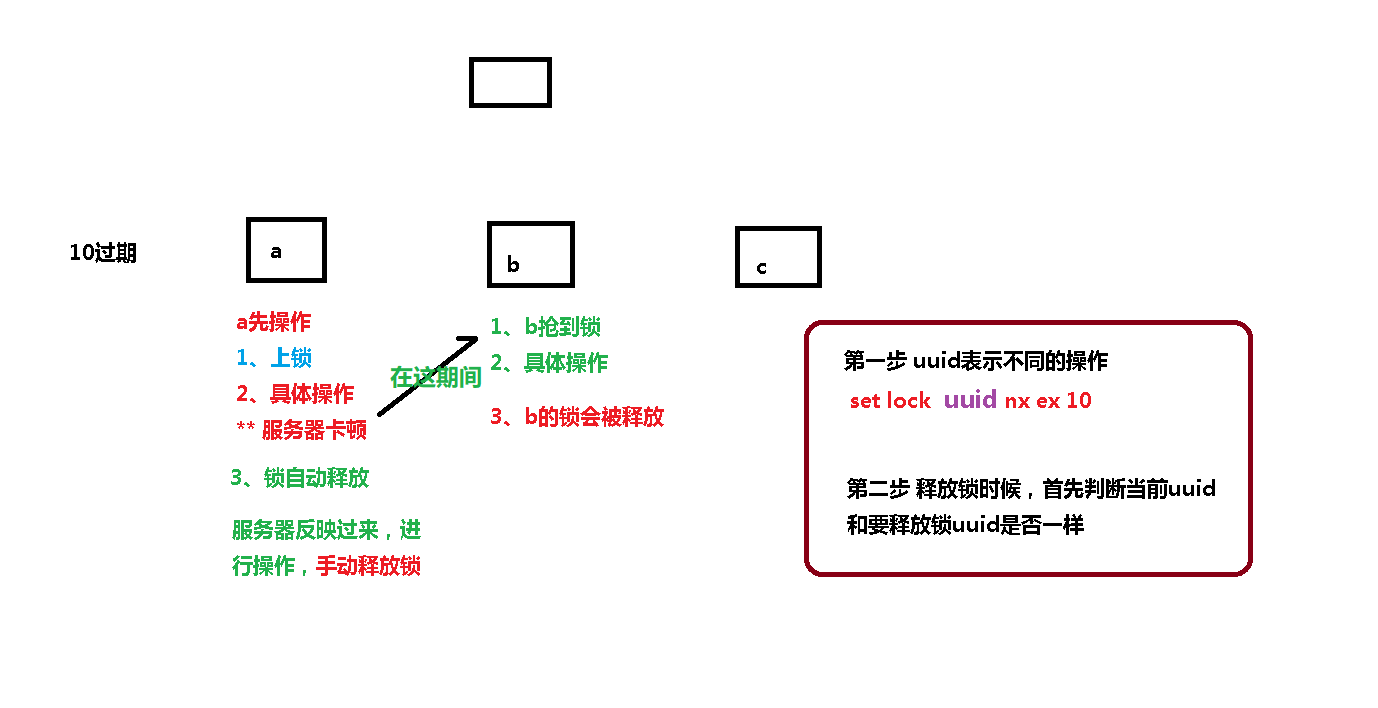 10过期
a
b
c
a先操作
1、上锁
2、具体操作
** 服务器卡顿
3、锁自动释放
服务器反映过来，进
行操作，手动释放锁
在这期间
1、b抢到锁
2、具体操作
3、b的锁会被释放
第一步 uuid表示不同的操作
set lock uuid nx ex 10
第二步 释放锁时候，首先判断当前uuid
和要释放锁uuid是否一样